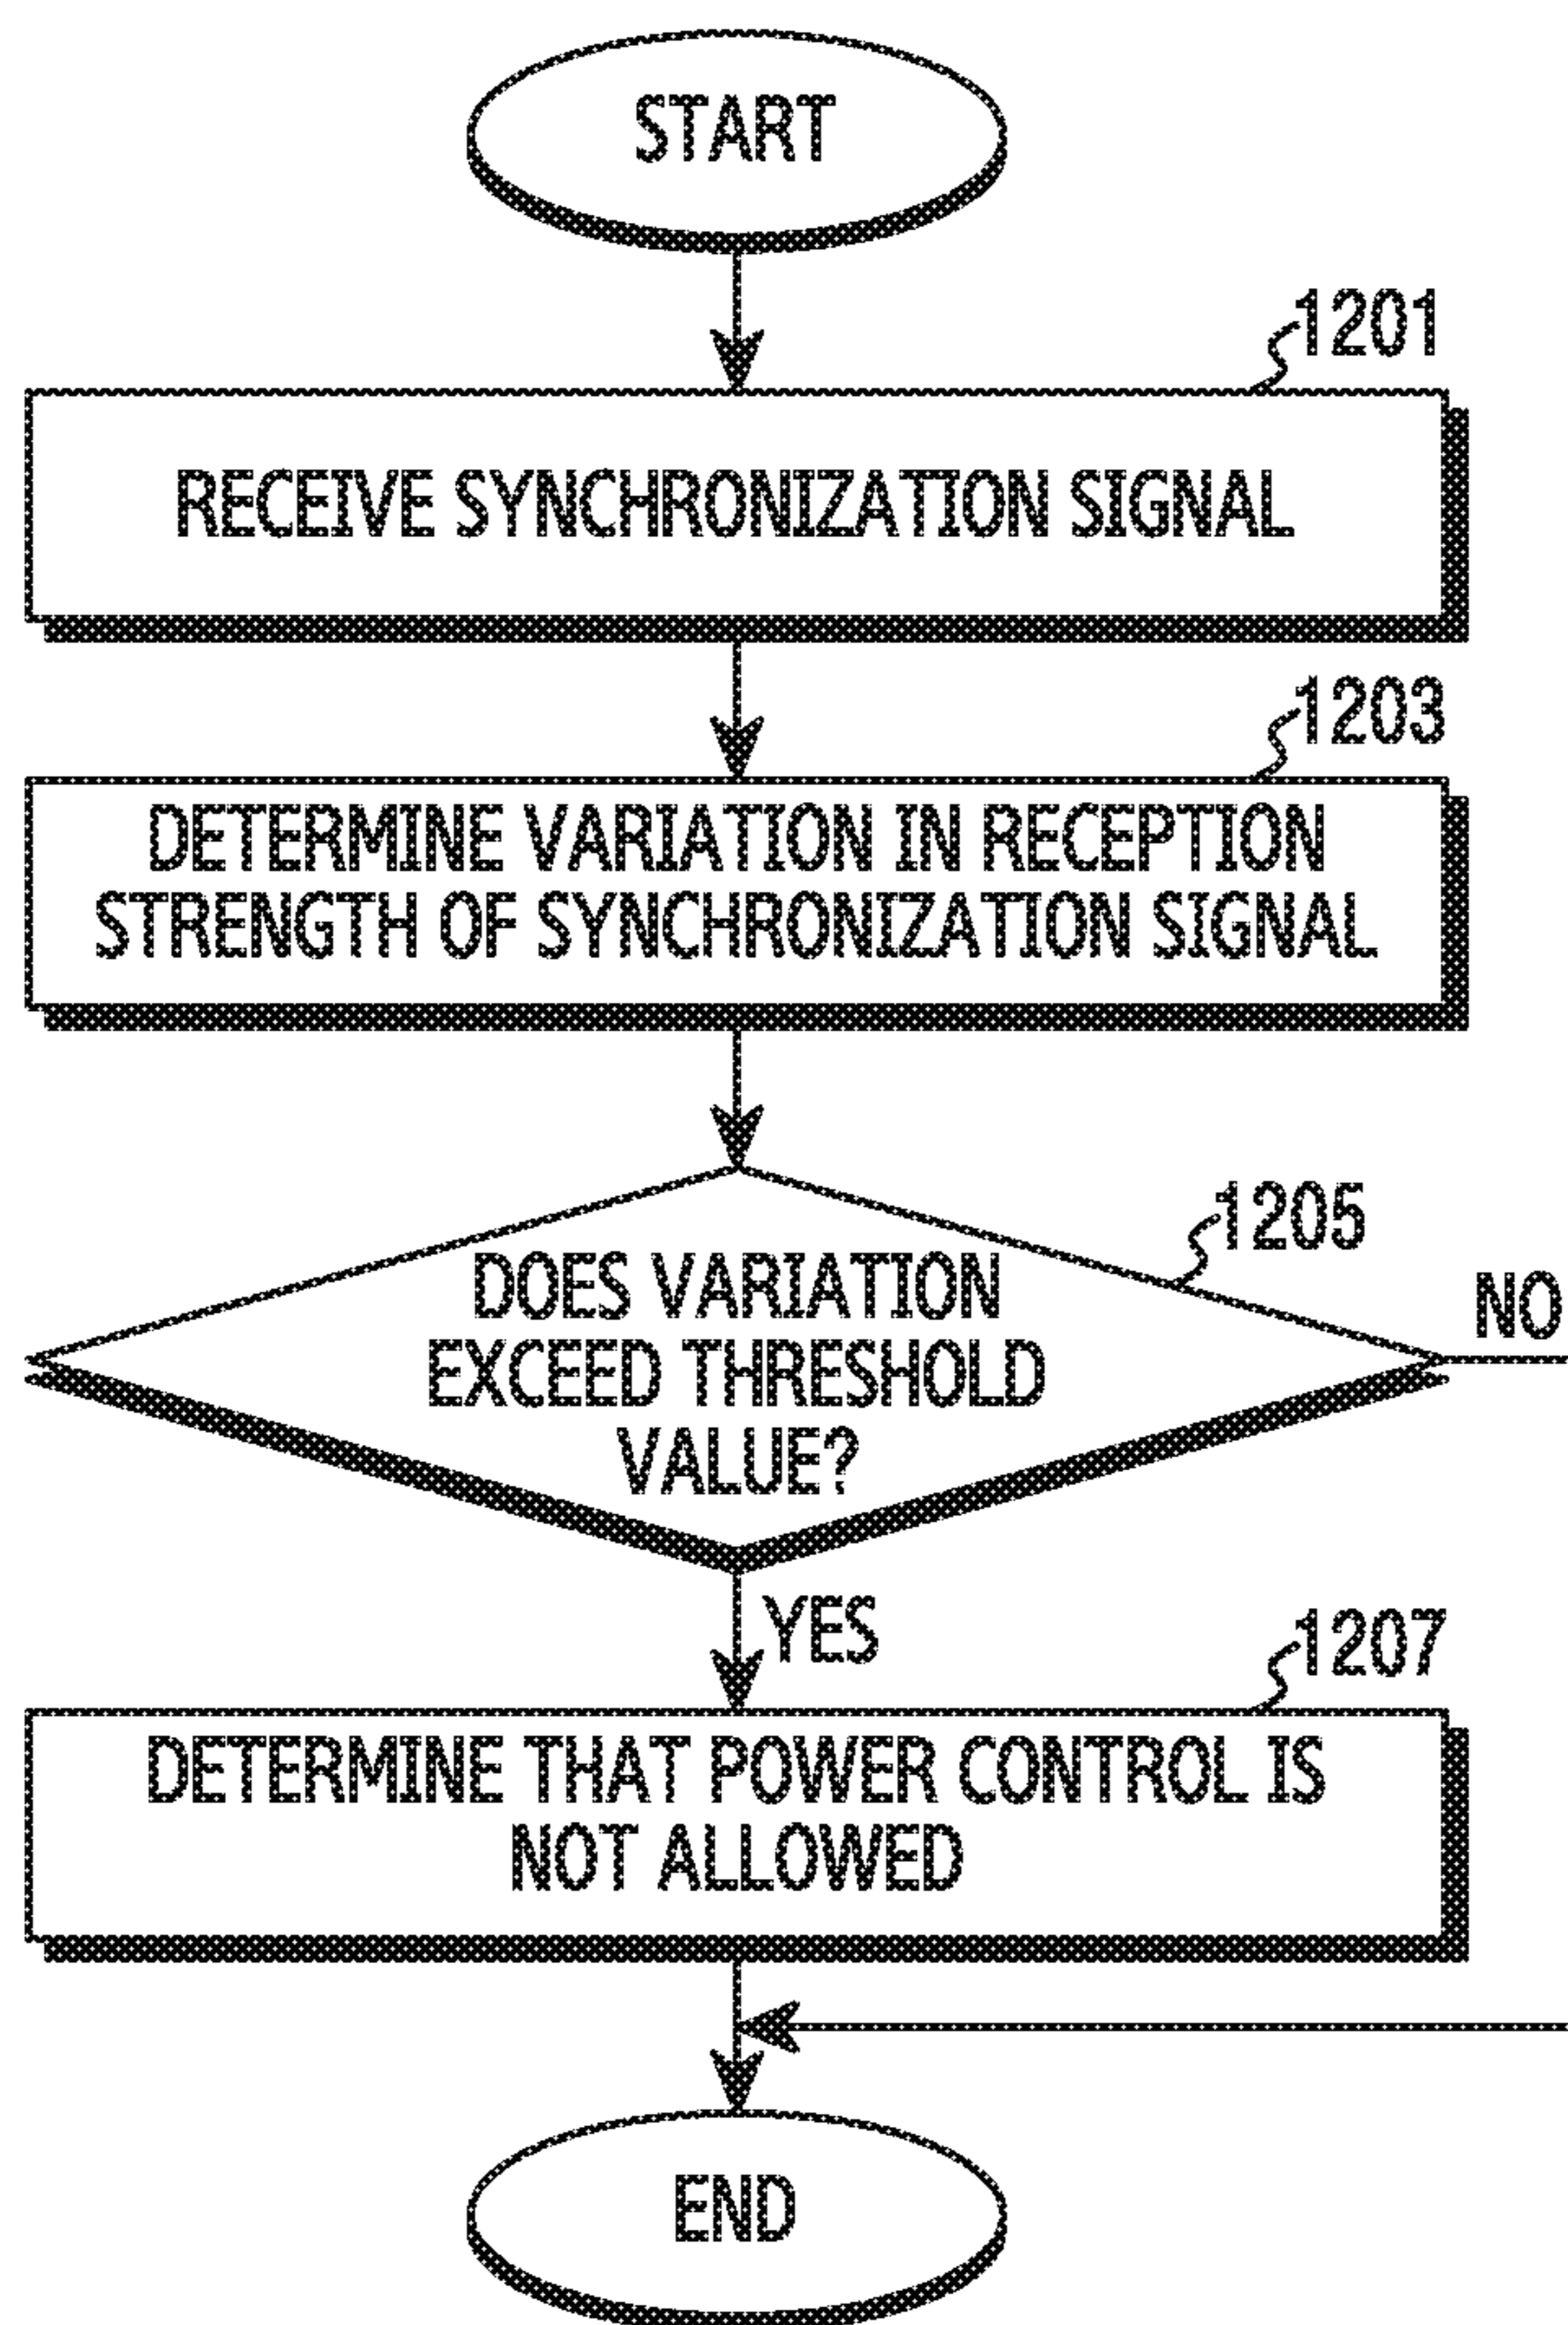 START
1201
RECEIVE SYNCHRONIZATION SIGNAL
1203
DETERMINE VARIATION IN RECEPTION
STRENGTH OF SYNCHRONIZATION SIGNAL
1205
DOES VARIATION
EXCEED THRESHOLD
VALUE?
NO
YES
1207
DETERMINE THAT POWER CONTROL IS
NOT ALLOWED
END